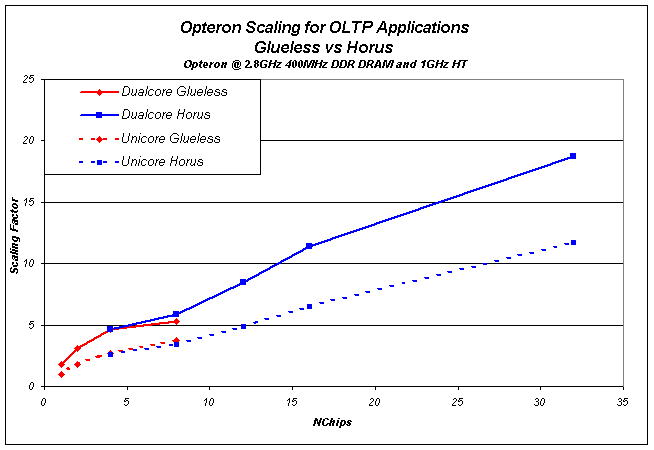 Opteron Scaling for OLTP Applications
Glueless vs Horus
Opteron @ 2.8GHz 400MHz DDR DRAM and 1GHz HT
25
20
15
10
5
0
Scaling Factor
Dualcore Glueless
Dualcore Horus
Unicore Glueless
Unicore Horus
0 5 10 15 20 25 30 35
NChips